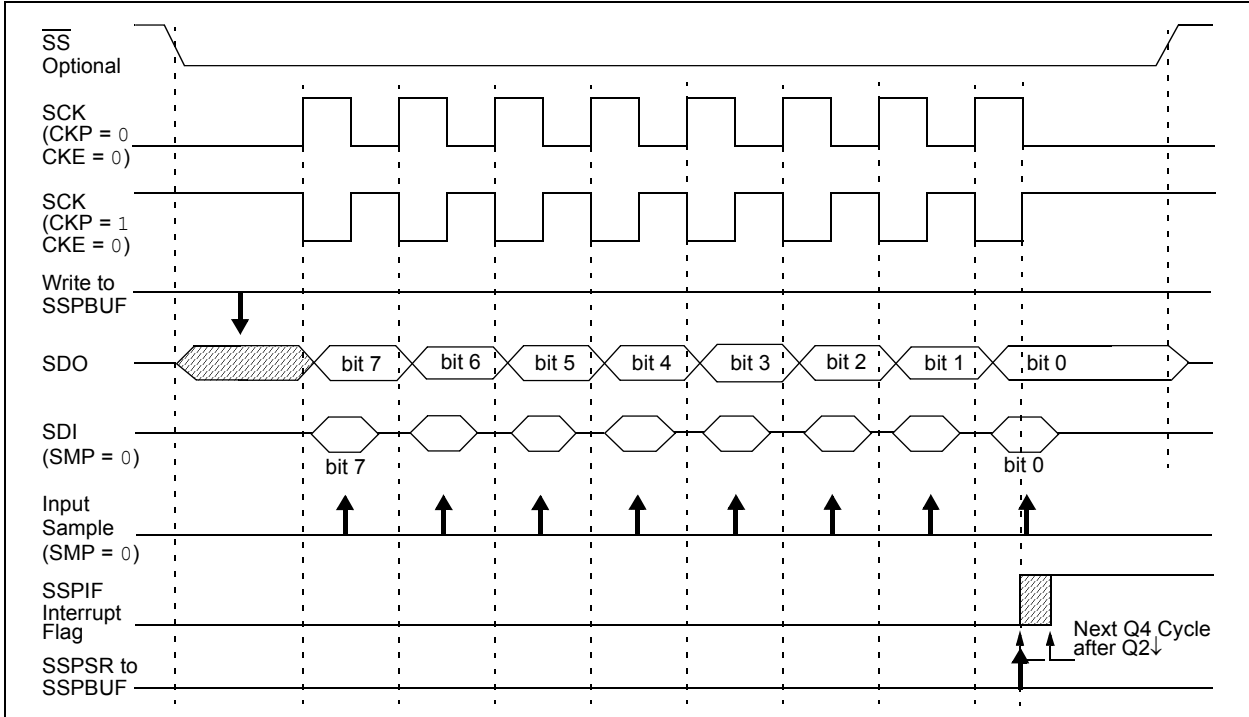 SS
Optional
SCK
(CKP = 0
CKE = 0)
SCK
(CKP = 1
CKE = 0)
Write to
SSPBUF
SDO
bit 7
bit 6
bit 5
bit 4
bit 3
bit 2
bit 1
bit 0
SDI
(SMP = 0)
bit 7
bit 0
Input
Sample
(SMP = 0)
SSPIF
Interrupt
Flag
Next Q4 Cycle
after Q2↓
SSPSR to
SSPBUF